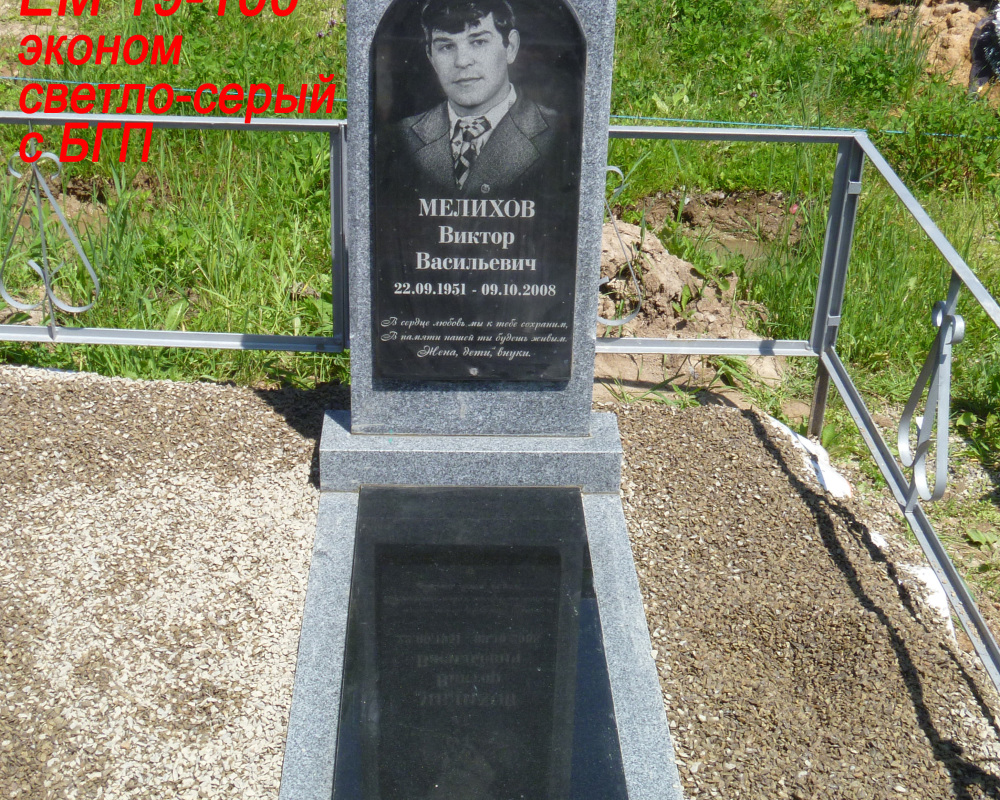 ЕМ 19-100
эконом
светло-серый
с БГП
МЕЛИХОВ
Виктор
Васильевич
22.09.1951 - 09.10.2008
В сердце любовь мы к тебе сохраним,
В памяти нашей ты будешь живым.
Жена, дети, внуки.